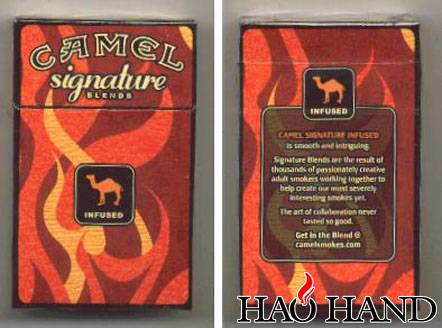 CAMEL
signature
BLENDS
INFUSED
INFUSED
CAMEL SIGNATURE INFUSED
is smooth and intriguing.
Signature Blends are the result of
thousands of passionately creative
adult smokers working together to
help create our most severely
interesting smokes yet.
The art of collaboration never
tasted so good.
Get in the Blend @
camelsmokes.com
HAO HAND